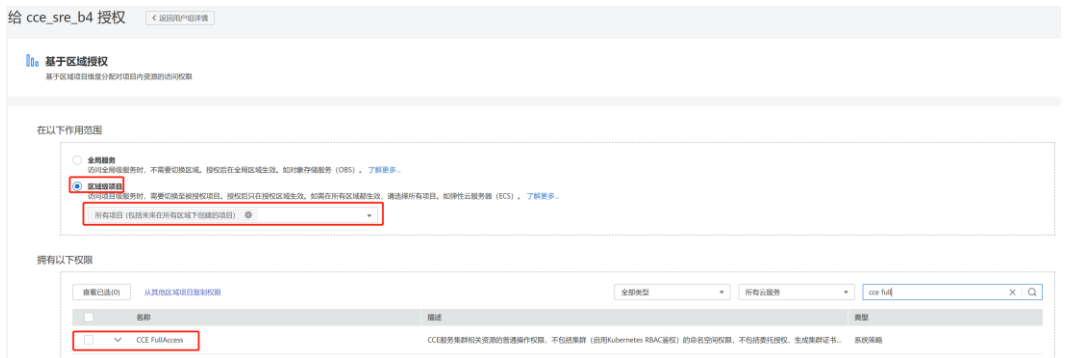 给 cce_sre_b4 授权 < 返回用户组详情
基于区域授权
基于区域项目维度分配对项目内资源的访问权限
在以下作用范围
全局服务
访问全局级服务时，不需要切换区域。授权后在全局区域生效。如对象存储服务（OBS）。 了解更多...
区域级项目
访问项目级服务时，需要切换至被授权项目。授权后只在授权区域生效。如需在所有区域都生效，请选择所有项目。如弹性云服务器（ECS）。 了解更多...
所有项目 (包括未来在所有区域下创建的项目)
拥有以下权限
查看已选(0) 从其他区域项目复制权限 全部类型 所有云服务 cce full
名称 描述 类型
CCE FullAccess CCE服务集群相关资源的普通操作权限，不包括集群（启用Kubernetes RBAC鉴权）的命名空间权限，不包括委托授权、生成集群证书... 系统策略